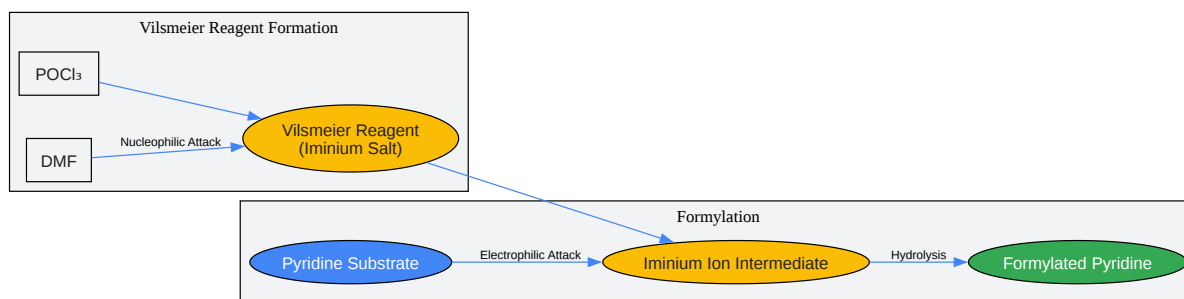 Vilsmeier Reagent Formation
POCl₃
DMF
Nucleophilic Attack
Vilsmeier Reagent
(Iminium Salt)
Formylation
Pyridine Substrate
Electrophilic Attack
Iminium Ion Intermediate
Hydrolysis
Formylated Pyridine